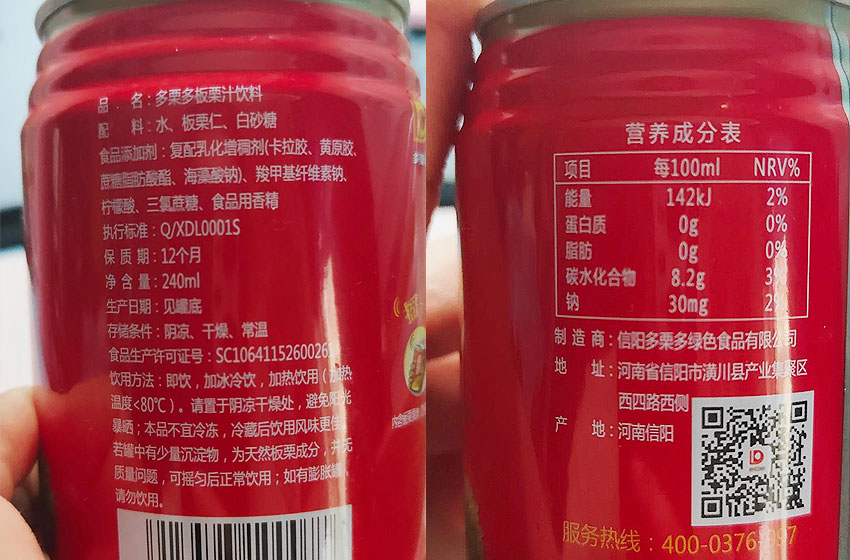 品 名：多栗多板栗汁饮料
配 料：水、板栗仁、白砂糖
食品添加剂：复配乳化增稠剂(卡拉胶、黄原胶、
蔗糖脂肪酸酯、海藻酸钠)、羧甲基纤维素钠、
柠檬酸、三氯蔗糖、食品用香精
执行标准：Q/XDL0001S
保 质 期：12个月
净 含 量：240ml
生产日期：见罐底
存储条件：阴凉、干燥、常温
食品生产许可证号：SC10641152600261
饮用方法：即饮，加冰冷饮，加热饮用（加热
温度<80℃）。请置于阴凉干燥处，避免阳光
暴晒；本品不宜冷冻，冷藏后饮用风味更佳
若罐中有少量沉淀物，为天然板栗成分，并无
质量问题，可摇匀后正常饮用；如有膨胀罐，
请勿饮用。
营养成分表
项目 每100ml NRV%
能量 142kJ 2%
蛋白质 0g 0%
脂肪 0g 0%
碳水化合物 8.2g 3%
钠 30mg 2%
制 造 商：信阳多栗多绿色食品有限公司
地 址：河南省信阳市潢川县产业集聚区
西四路西侧
产 地：河南信阳
服务热线：400-0376-097